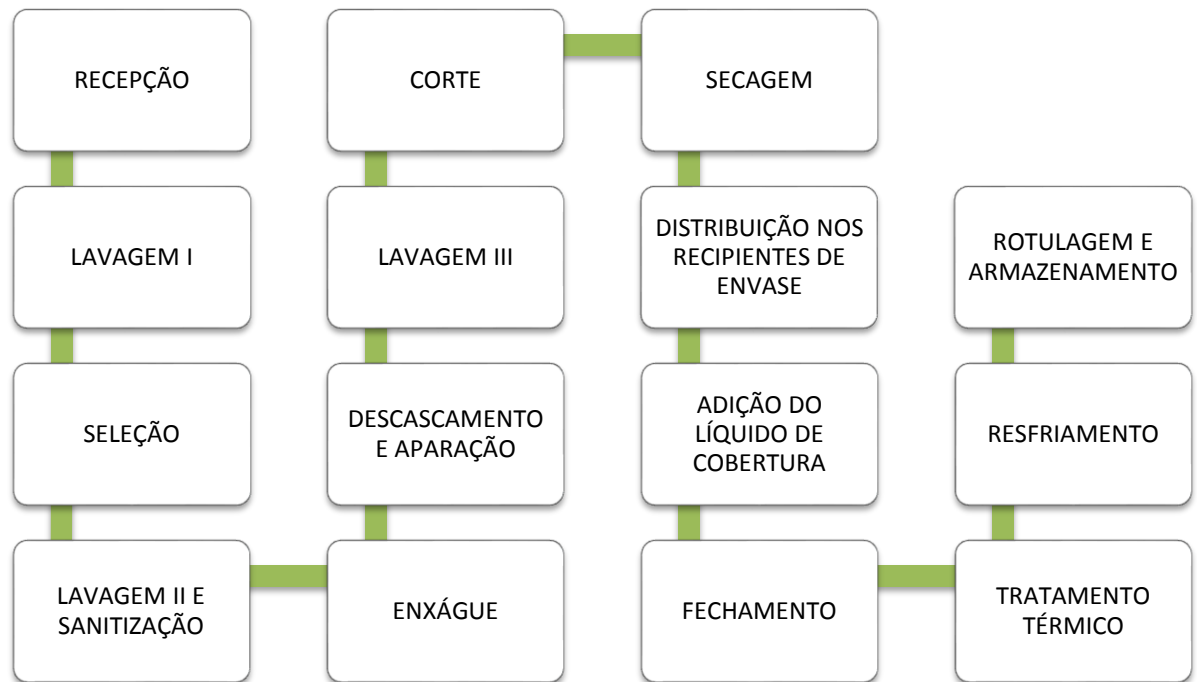 RECEPÇÃO
LAVAGEM I
SELEÇÃO
LAVAGEM II E
SANITIZAÇÃO
ENXÁGUE
DESCASCAMENTO
E APARAÇÃO
LAVAGEM III
CORTE
SECAGEM
DISTRIBUIÇÃO NOS
RECIPIENTES DE
ENVASE
ADIÇÃO DO
LÍQUIDO DE
COBERTURA
FECHAMENTO
TRATAMENTO
TÉRMICO
RESFRIAMENTO
ROTULAGEM E
ARMAZENAMENTO